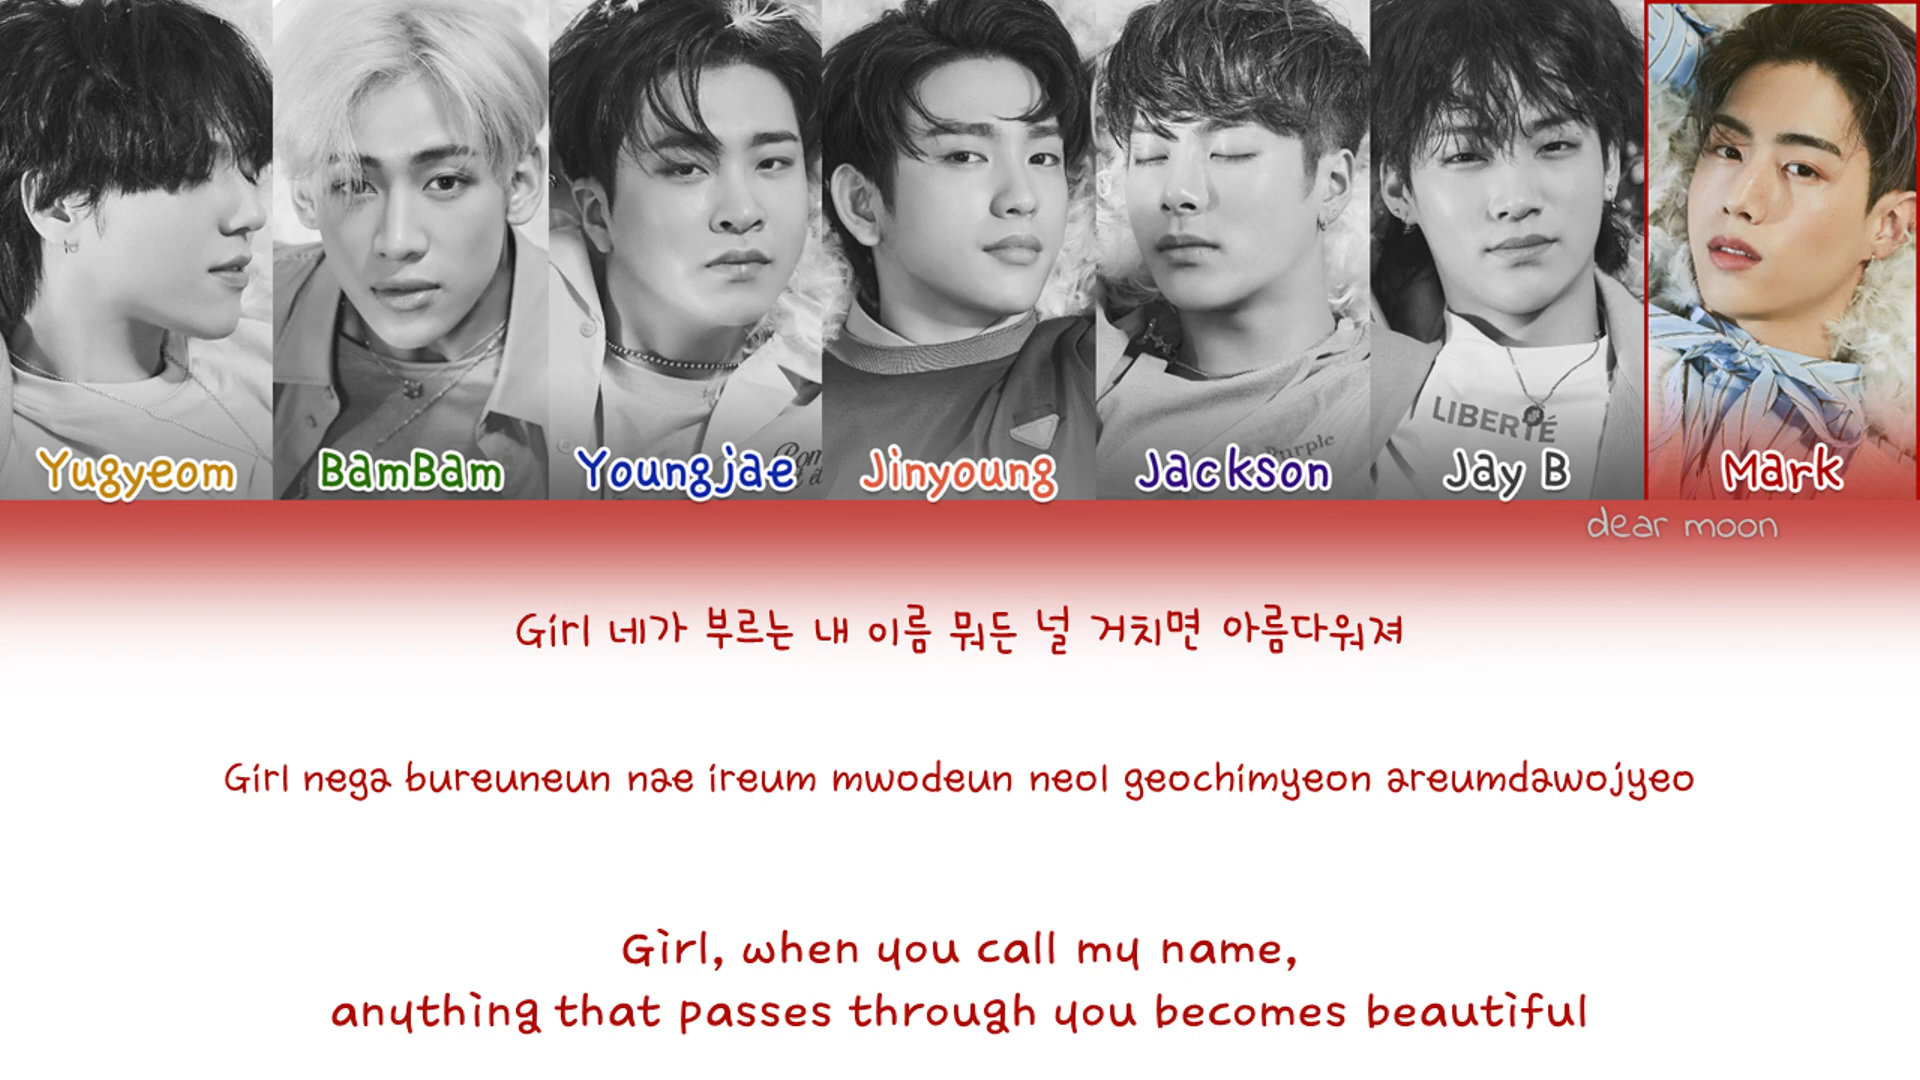 LIBERTÉ
Purple
Yugyeom
BamBam
Youngjae
Jinyoung
Jackson
Jay B
Mark
dear moon
Girl 네가 부르는 내 이름 뭐든 널 거치면 아름다워져
Girl nega bureuneun nae ireum mwodeun neol geochimyeon areumdawojyeo
Girl, when you call my name,
anything that passes through you becomes beautiful